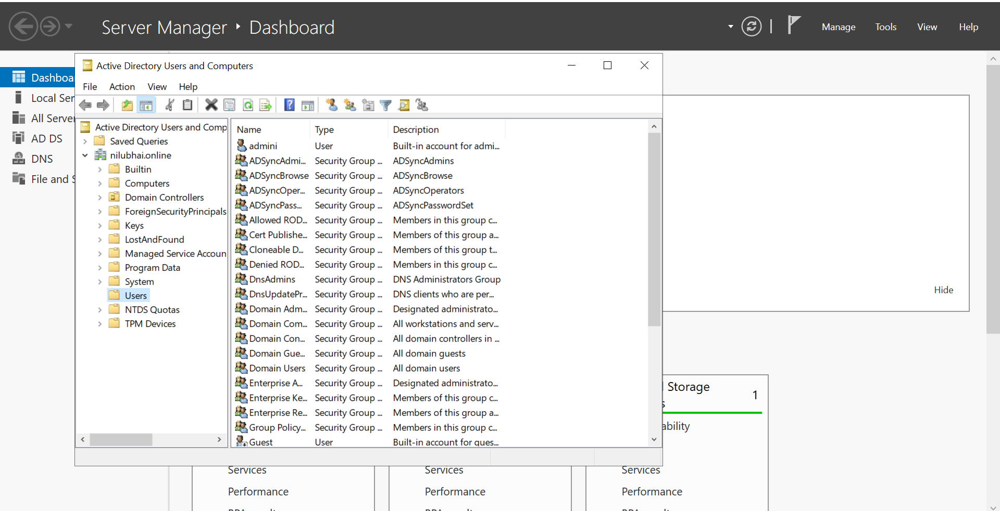 Server Manager ‣ Dashboard
Manage Tools View Help
Active Directory Users and Computers
Dashboa
Local Ser
All Server
AD DS
DNS
File and S
File Action View Help
Active Directory Users and Comp
Saved Queries
nilubhai.online
Builtin
Computers
Domain Controllers
ForeignSecurityPrincipals
Keys
LostAndFound
Managed Service Accoun
Program Data
System
Users
NTDS Quotas
TPM Devices
Name Type Description
admini User Built-in account for admi...
ADSyncAdmi... Security Group ... ADSyncAdmins
ADSyncBrowse Security Group ... ADSyncBrowse
ADSyncOper... Security Group ... ADSyncOperators
ADSyncPass... Security Group ... ADSyncPasswordSet
Allowed ROD... Security Group ... Members in this group c...
Cert Publishe... Security Group ... Members of this group a...
Cloneable D... Security Group ... Members of this group t...
Denied ROD... Security Group ... Members in this group c...
DnsAdmins Security Group ... DNS Administrators Group
DnsUpdatePr... Security Group ... DNS clients who are per...
Domain Adm... Security Group ... Designated administrato...
Domain Com... Security Group ... All workstations and serv...
Domain Con... Security Group ... All domain controllers in ...
Domain Gue... Security Group ... All domain guests
Domain Users Security Group ... All domain users
Enterprise A... Security Group ... Designated administrato...
Enterprise Ke... Security Group ... Members of this group c...
Enterprise Re... Security Group ... Members of this group a...
Group Policy... Security Group ... Members in this group c...
Guest User Built-in account for gues...
Hide
Storage
1
s
ability
Services Services Services
Performance Performance Performance